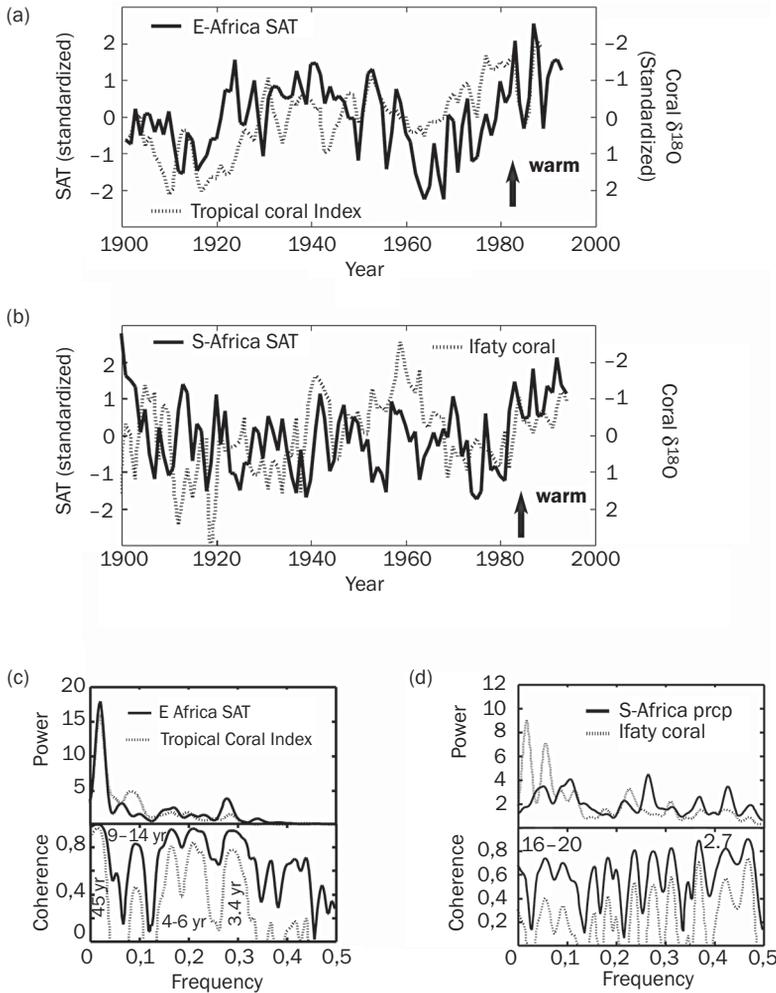 (a)
E-Africa SAT
SAT (standardized)
2
1
0
−1
−2
−2
−1
0
1
2
Coral δ18O
(Standardized)
warm
Tropical coral Index
1900
1920
1940
1960
1980
2000
Year
(b)
S-Africa SAT
Ifaty coral
SAT (standardized)
2
1
0
−1
−2
−2
−1
0
1
2
Coral δ18O
warm
1900
1920
1940
1960
1980
2000
Year
(c)
20
15
10
5
Power
E Africa SAT
Tropical Coral Index
Coherence
0,8
0,4
0
45 yr
9–14 yr
4-6 yr
3.4 yr
0
0,1
0,2
0,3
0,4
0,5
Frequency
(d)
12
10
8
6
4
2
Power
S-Africa prcp
Ifaty coral
Coherence
0,8
0,6
0,4
0,2
16–20
2.7
0
0,1
0,2
0,3
0,4
0,5
Frequency